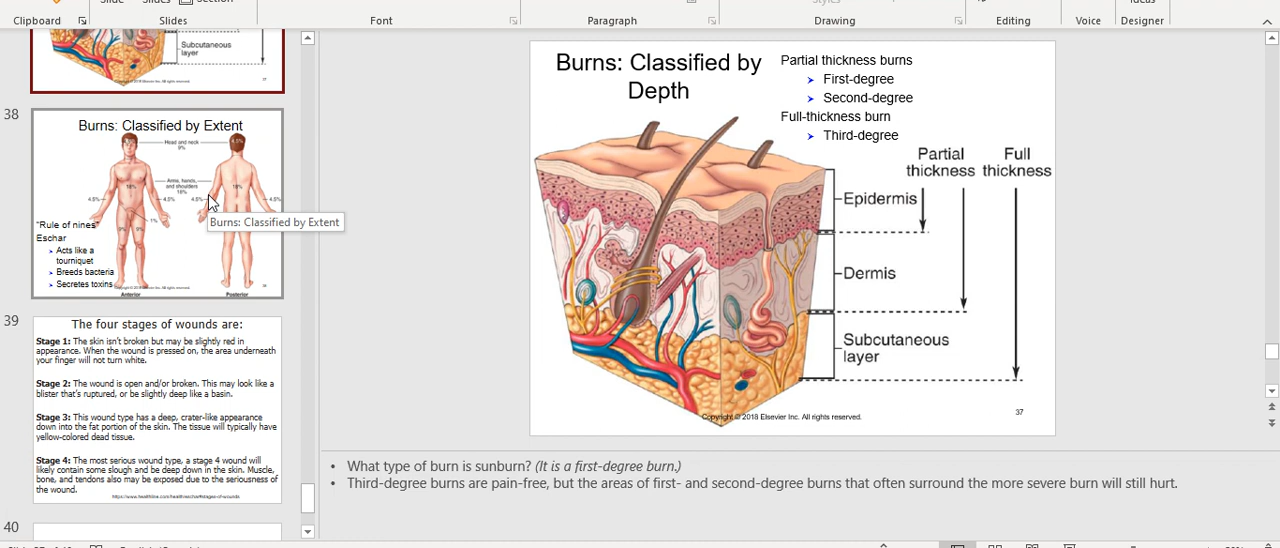 Clipboard
Slides
Font
Paragraph
Drawing
Editing
Voice
Designer
Subcutaneous
layer
37
38
Burns: Classified by Extent
Head and neck
9%
4.5%
Arms, hands,
and shoulders
18%
18%
18%
4.5%
4.5%
4.5%
4.5%
1%
9%
9%
"Rule of nines"
Eschar
Acts like a
tourniquet
Breeds bacteria
Secretes toxins
Anterior
Posterior
Burns: Classified by Extent
39
The four stages of wounds are:
Stage 1: The skin isn't broken but may be slightly red in
appearance. When the wound is pressed on, the area underneath
your finger will not turn white.
Stage 2: The wound is open and/or broken. This may look like a
blister that's ruptured, or be slightly deep like a basin.
Stage 3: This wound type has a deep, crater-like appearance
down into the fat portion of the skin. The tissue will typically have
yellow-colored dead tissue.
Stage 4: The most serious wound type, a stage 4 wound will
likely contain some slough and be deep down in the skin. Muscle,
bone, and tendons also may be exposed due to the seriousness of
the wound.
40
Burns: Classified by
Depth
Partial thickness burns
First-degree
Second-degree
Full-thickness burn
Third-degree
Partial
thickness
Full
thickness
Epidermis
Dermis
Subcutaneous
layer
Copyright © 2018 Elsevier Inc. All rights reserved.
37
What type of burn is sunburn? (It is a first-degree burn.)
Third-degree burns are pain-free, but the areas of first- and second-degree burns that often surround the more severe burn will still hurt.